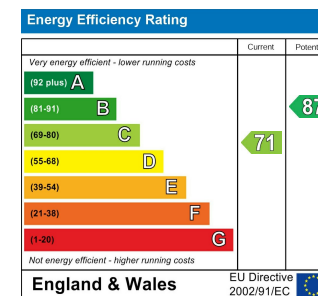 Energy Efficiency Rating
Current Potent
Very energy efficient - lower running costs
(92 plus) A
(81-91) B 87
(69-80) C 71
(55-68) D
(39-54) E
(21-38) F
(1-20) G
Not energy efficient - higher running costs
England & Wales
EU Directive
2002/91/EC